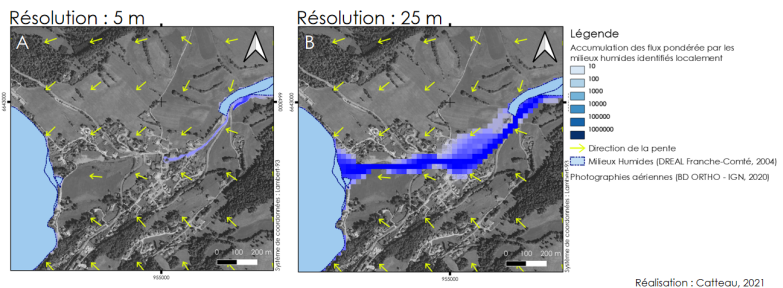 Résolution : 5 m
Résolution : 25 m
A
B
Légende
Accumulation des flux pondérée par les
milieux humides identifiés localement
10
100
1000
10000
100000
1000000
Direction de la pente
Milieux Humides (DREAL Franche-Comté, 2004)
Photographies aériennes (BD ORTHO - IGN, 2020)
6643000
6643000
6643000
Système de coordonnées : Lambert-93
Système de coordonnées : Lambert-93
0 100 200 m
0 100 200 m
955000
955000
Réalisation : Catteau, 2021